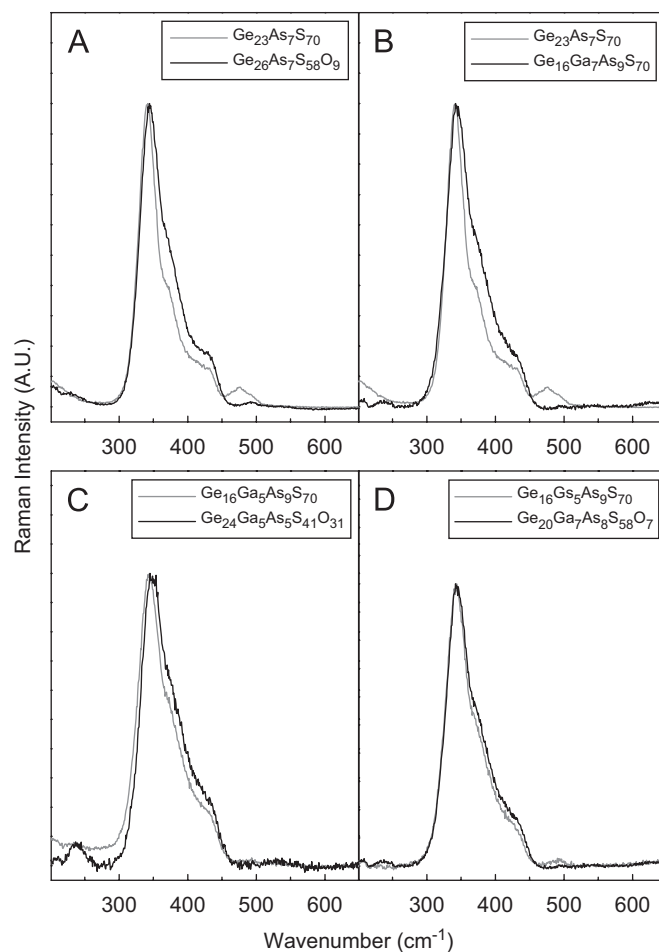 A
Ge23As7S70
Ge26As7S58O9
B
Ge23As7S70
Ge16Ga7As9S70
300 400 500 600
300 400 500 600
C
Ge16Ga5As9S70
Ge24Ga5As5S41O31
D
Ge16Gs5As9S70
Ge20Ga7As8S58O7
300 400 500 600
300 400 500 600
Raman Intensity (A.U.)
Wavenumber (cm-1)